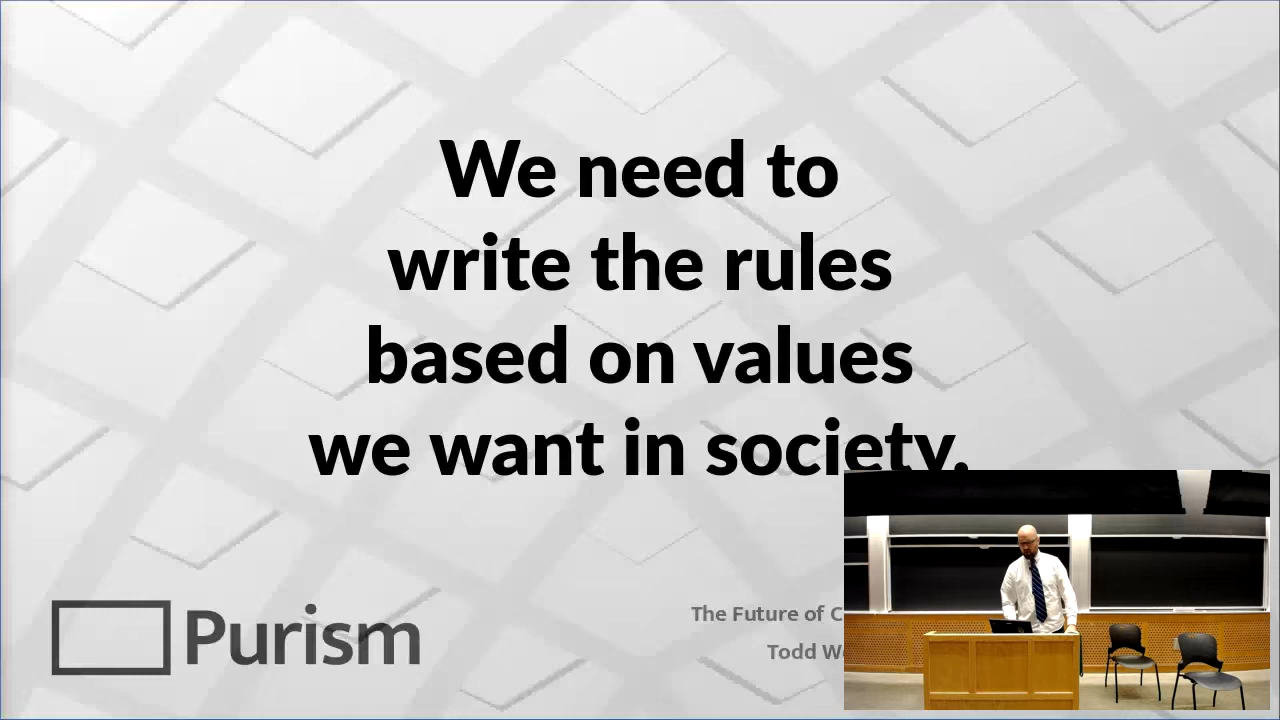 We need to
write the rules
based on values
we want in society.
Purism
The Future of
Todd